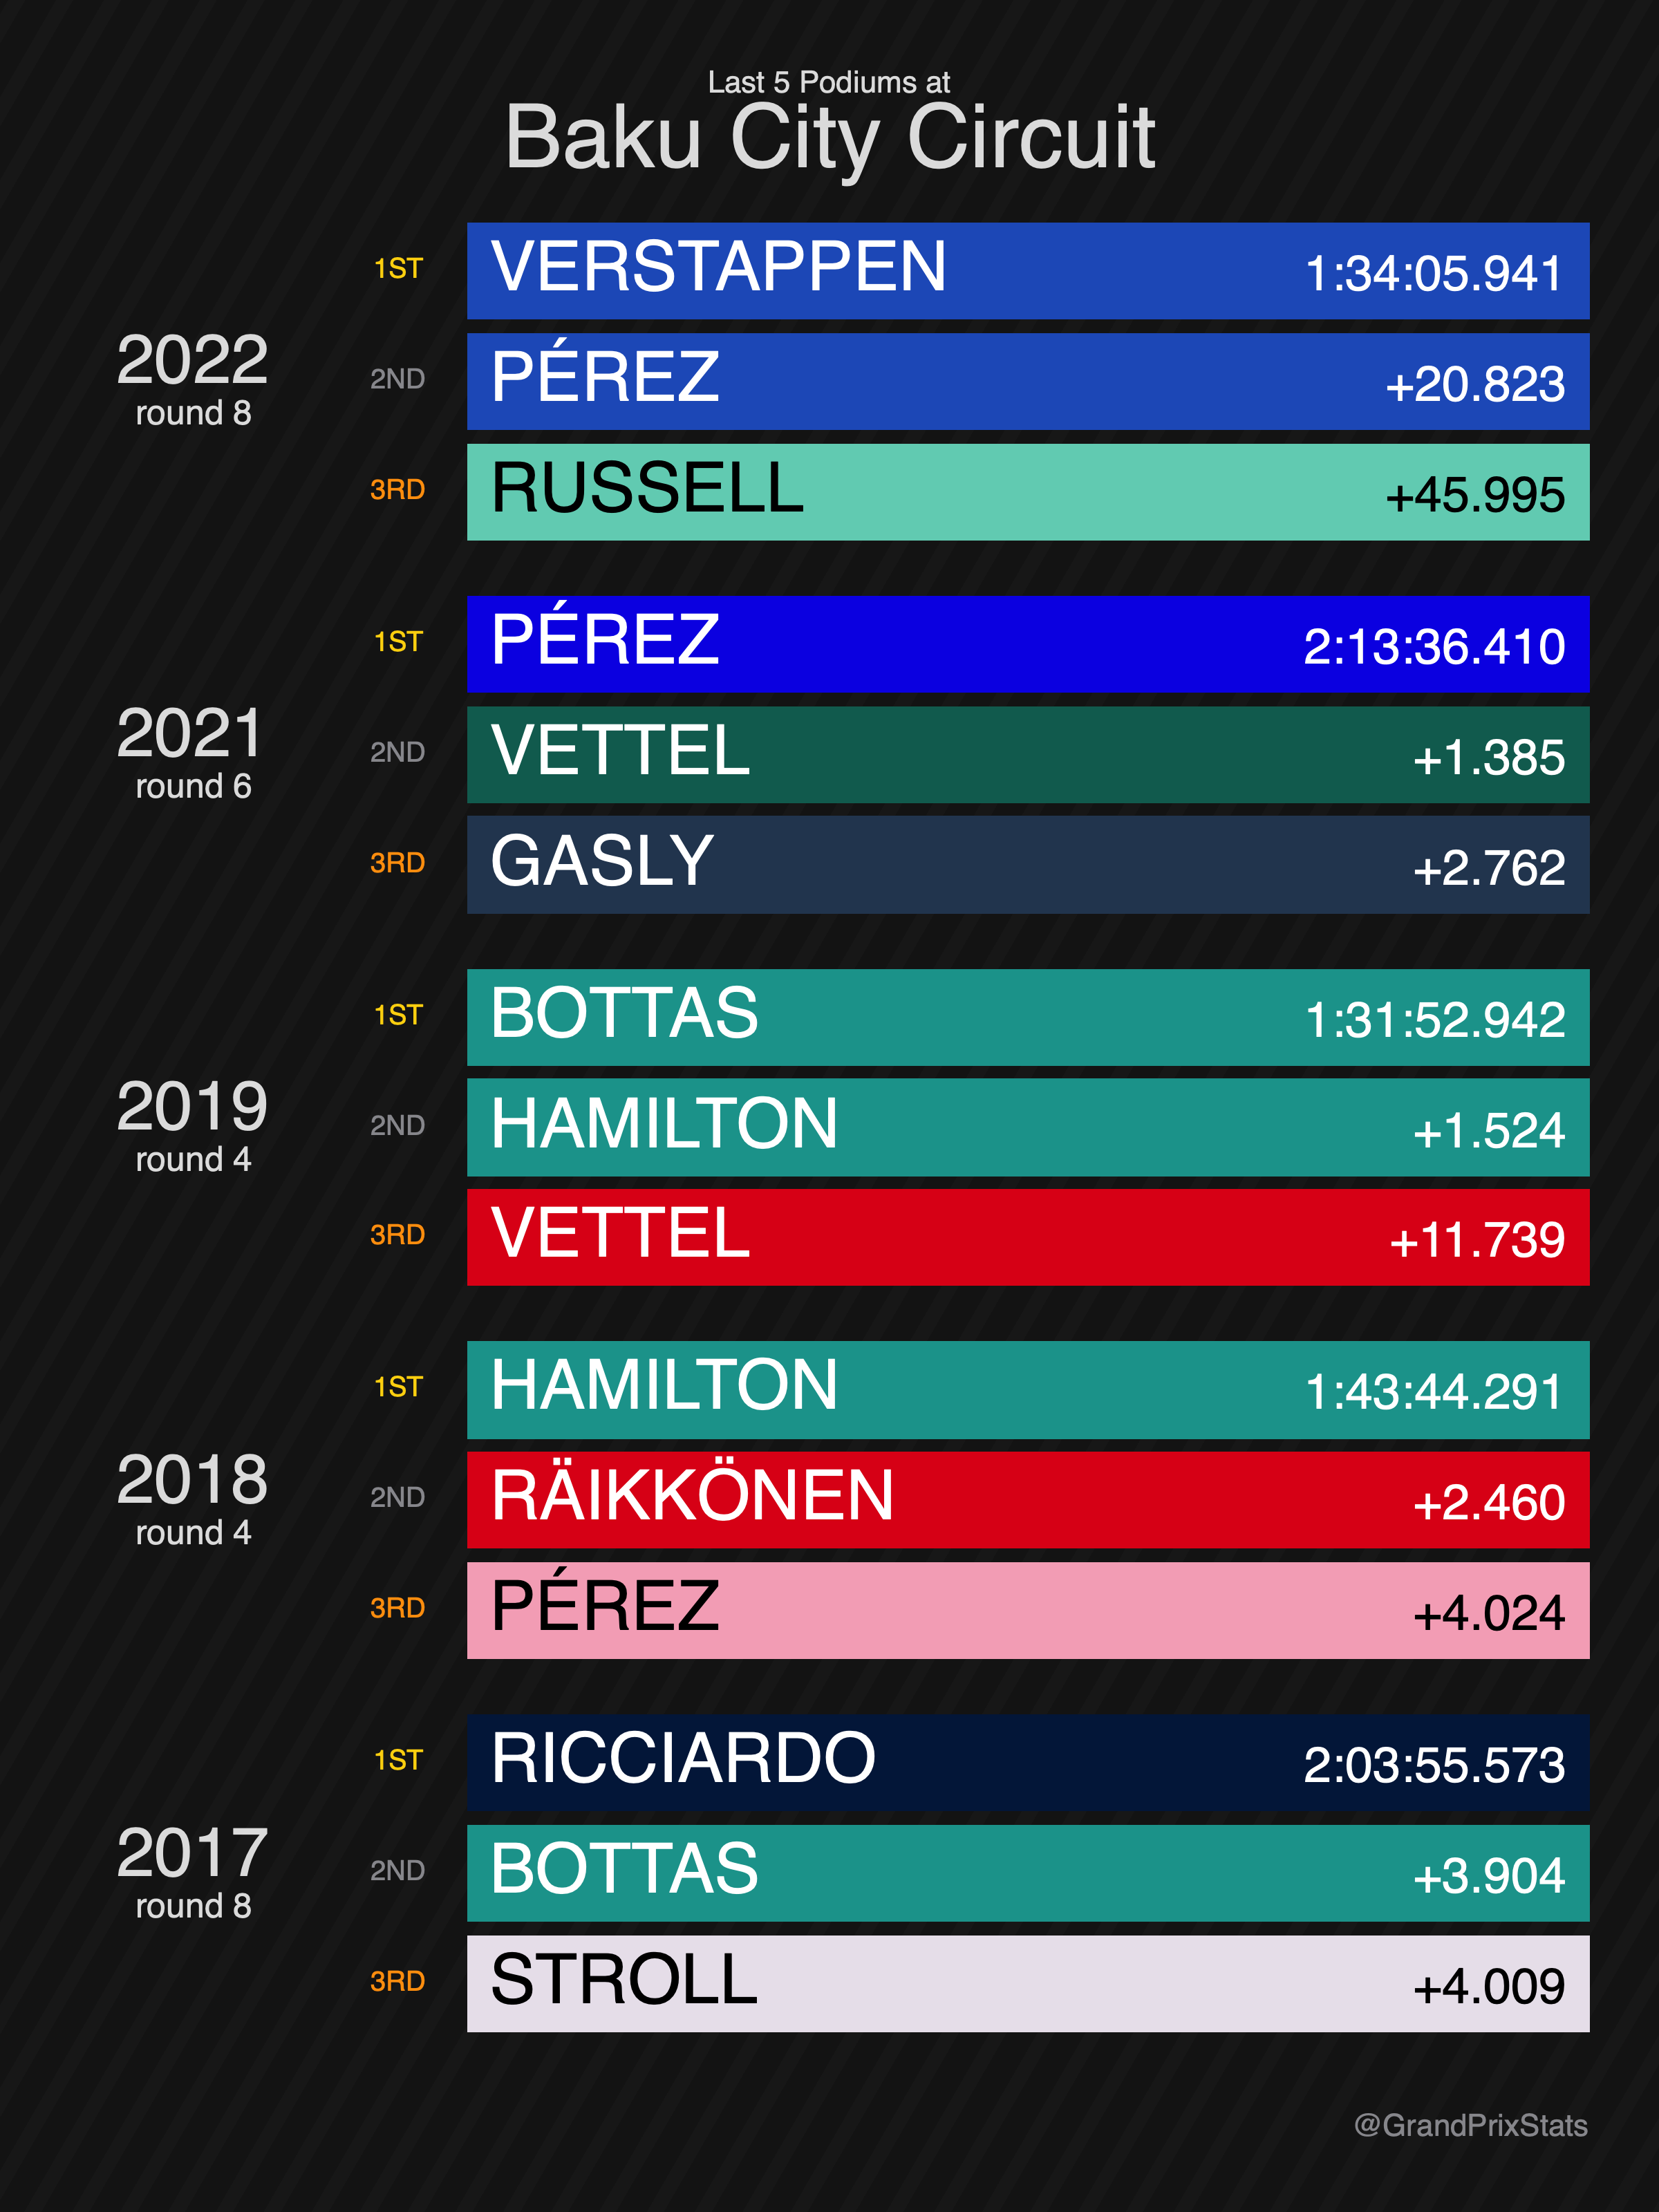 Last 5 Podiums at
Baku City Circuit
2022
round 8
1ST VERSTAPPEN 1:34:05.941
2ND PÉREZ +20.823
3RD RUSSELL +45.995
2021
round 6
1ST PÉREZ 2:13:36.410
2ND VETTEL +1.385
3RD GASLY +2.762
2019
round 4
1ST BOTTAS 1:31:52.942
2ND HAMILTON +1.524
3RD VETTEL +11.739
2018
round 4
1ST HAMILTON 1:43:44.291
2ND RÄIKKÖNEN +2.460
3RD PÉREZ +4.024
2017
round 8
1ST RICCIARDO 2:03:55.573
2ND BOTTAS +3.904
3RD STROLL +4.009
@GrandPrixStats